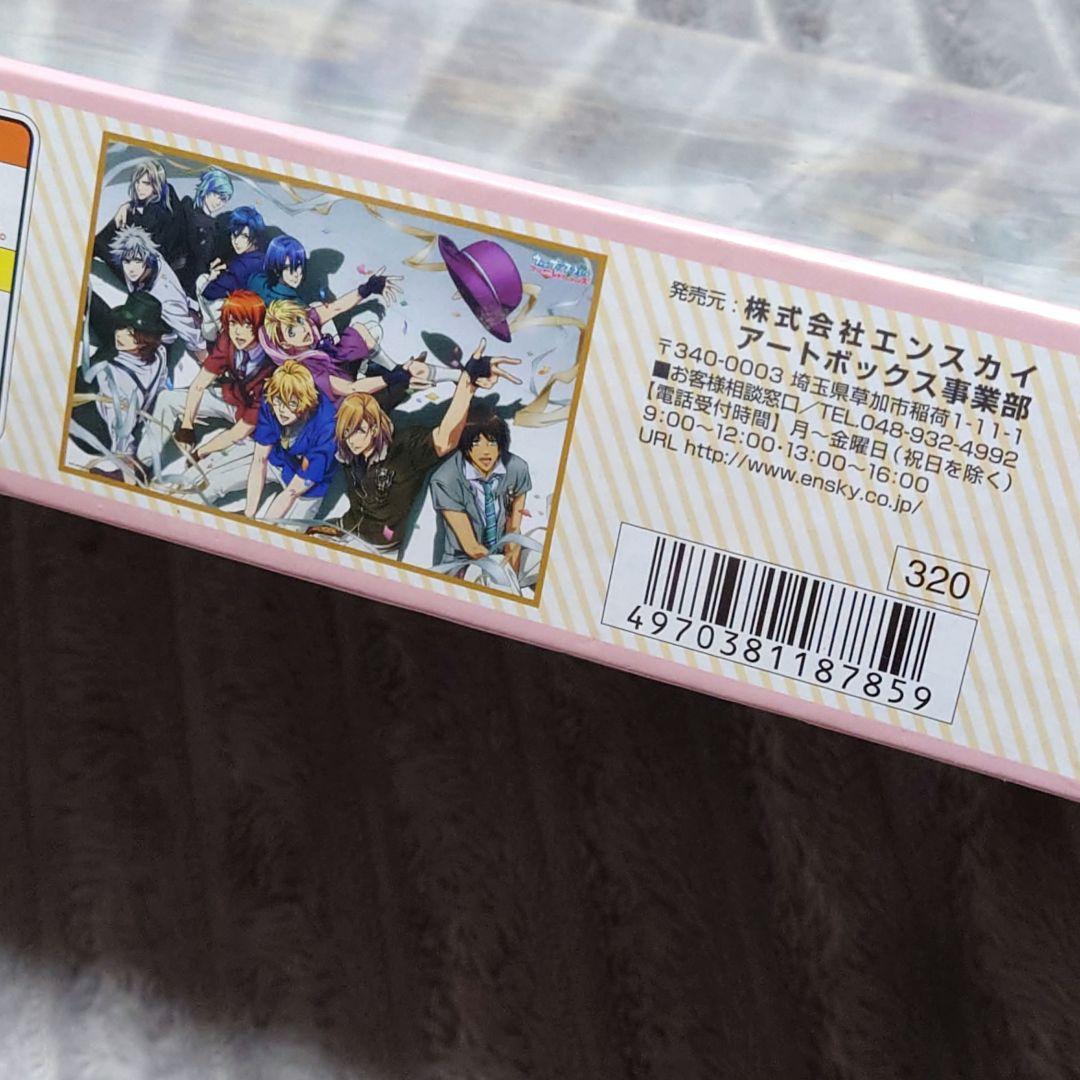 発売元：株式会社エンスカイ
アートボックス事業部
〒340-0003 埼玉県草加市稲荷1-11-1
■お客様相談窓口／TEL.048-932-4992
【電話受付時間】月～金曜日（祝日を除く）
9:00～12:00・13:00～16:00
URL http://www.ensky.co.jp/
320
4970381187859